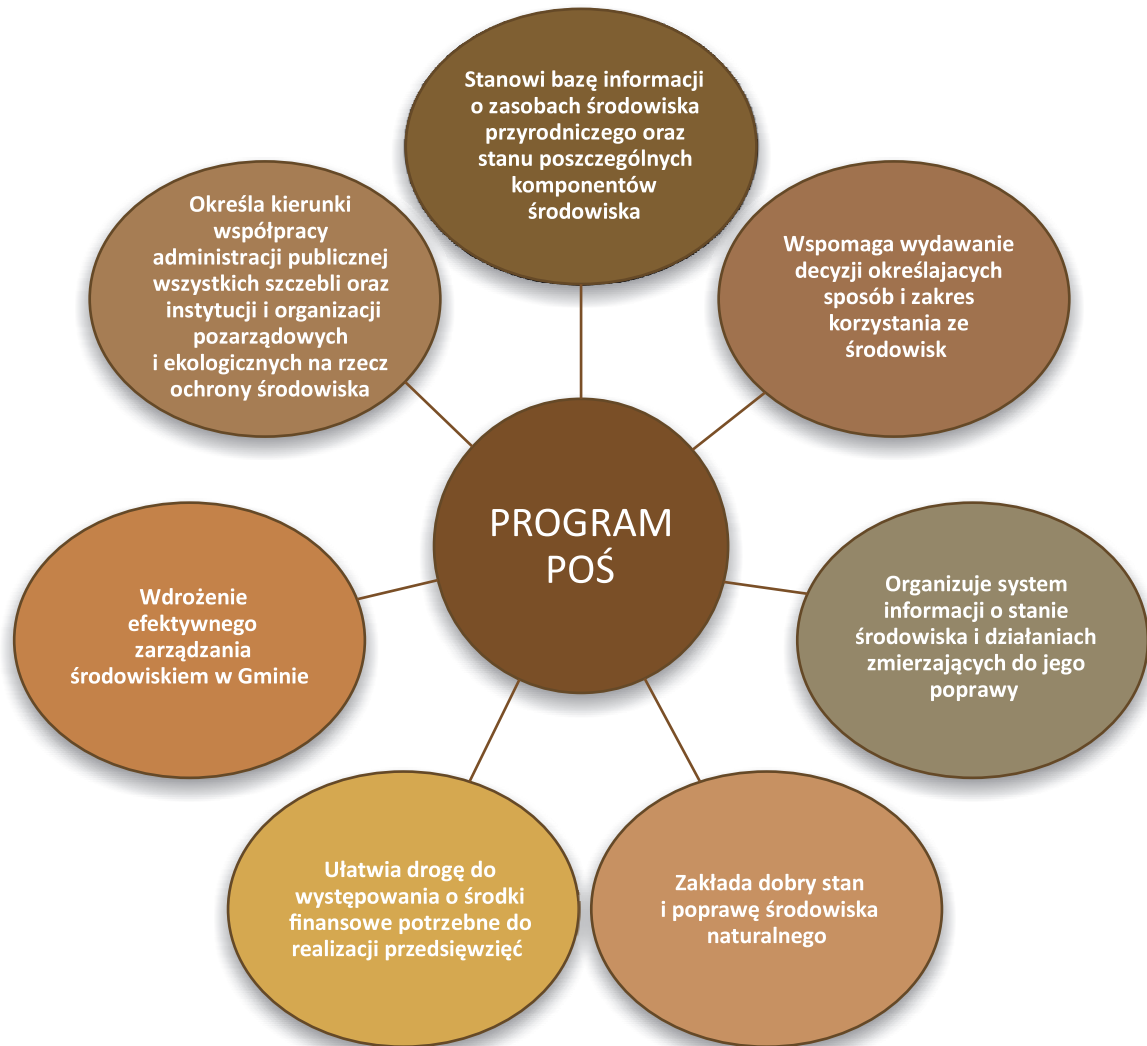 Stanowi bazę informacji
o zasobach środowiska
przyrodniczego oraz
stanu poszczególnych
komponentów
środowiska
Wspomaga wydawanie
decyzji określajacych
sposób i zakres
korzystania ze
środowisk
Organizuje system
informacji o stanie
środowiska i działaniach
zmierzających do jego
poprawy
Zakłada dobry stan
i poprawę środowiska
naturalnego
Ułatwia drogę do
występowania o środki
finansowe potrzebne do
realizacji przedsięwzięć
Wdrożenie
efektywnego
zarządzania
środowiskiem w Gminie
Określa kierunki
współpracy
administracji publicznej
wszystkich szczebli oraz
instytucji i organizacji
pozarządowych
i ekologicznych na rzecz
ochrony środowiska
PROGRAM
POŚ